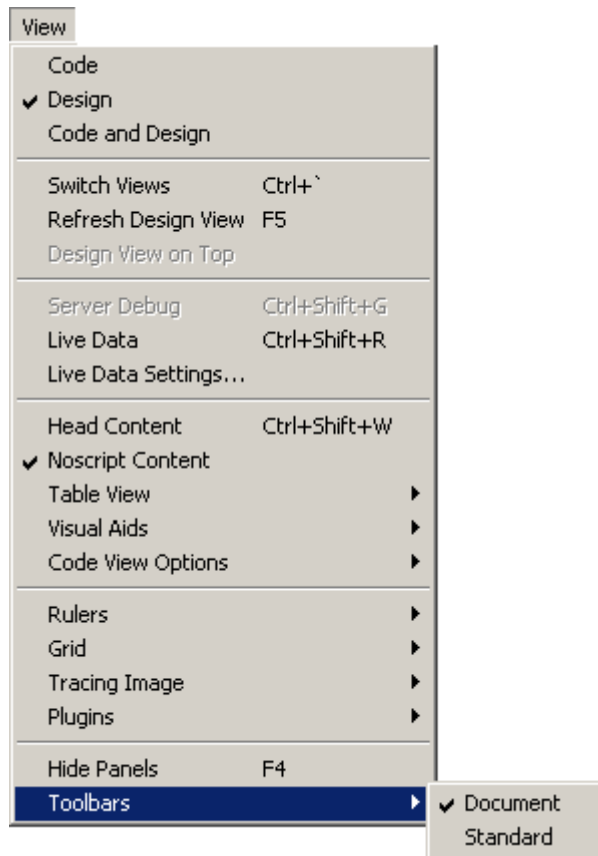 View
Code
Design
Code and Design
Switch Views Ctrl+`
Refresh Design View F5
Design View on Top
Server Debug Ctrl+Shift+G
Live Data Ctrl+Shift+R
Live Data Settings...
Head Content Ctrl+Shift+W
Noscript Content
Table View
Visual Aids
Code View Options
Rulers
Grid
Tracing Image
Plugins
Hide Panels F4
Toolbars Document
Standard